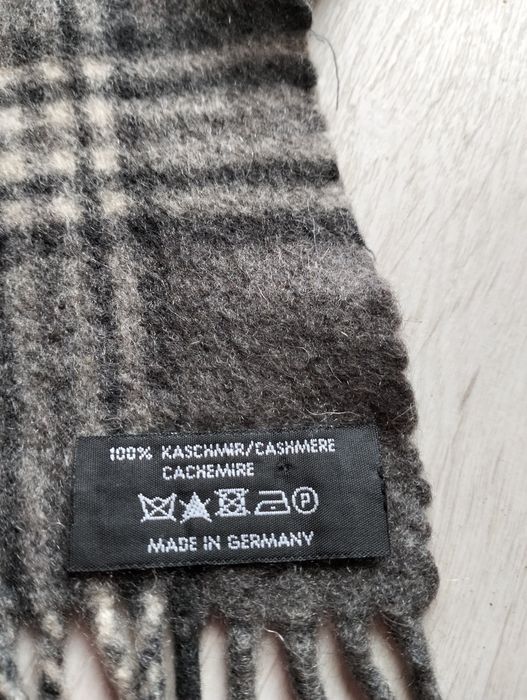 100% KASCHMIR/CASHMERE
CACHEMIRE
P
MADE IN GERMANY